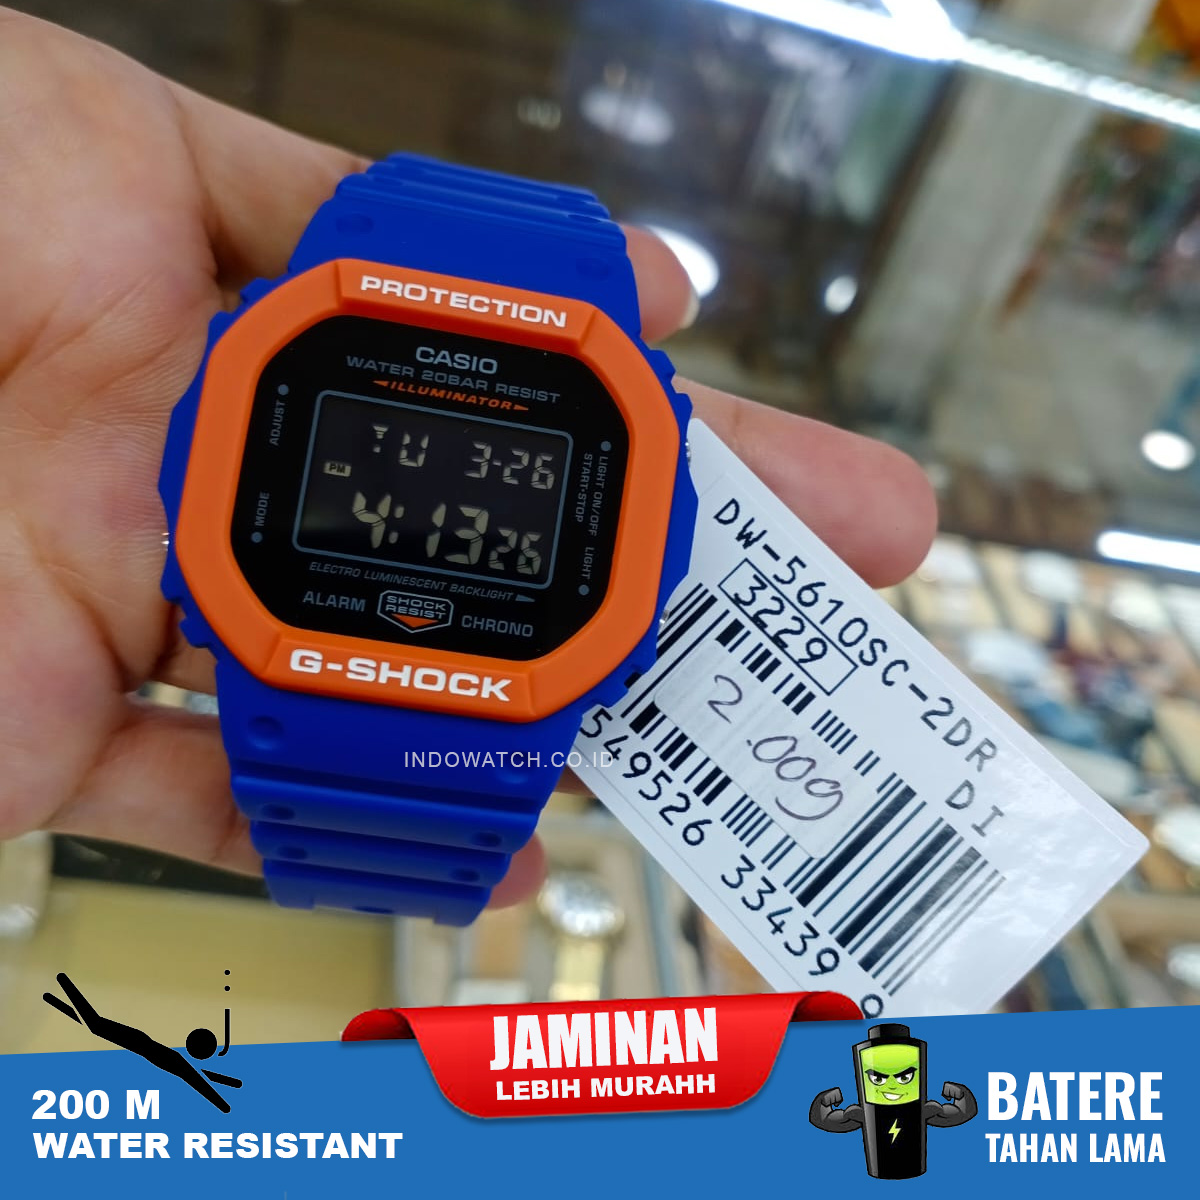 PROTECTION
CASIO
WATER 20BAR RESIST
ILLUMINATOR
ADJUST
MODE
LIGHT ON/OFF
START-STOP
LIGHT
TU 3-26
PM
4:13 26
ELECTRO LUMINESCENT BACKLIGHT
ALARM
SHOCK
RESIST
CHRONO
G-SHOCK
INDOWATCH.CO.ID
DW-5610SC-2DR
3229
DI
2.009
549526 33439 9
JAMINAN
LEBIH MURAHH
200 M
WATER RESISTANT
BATERE
TAHAN LAMA